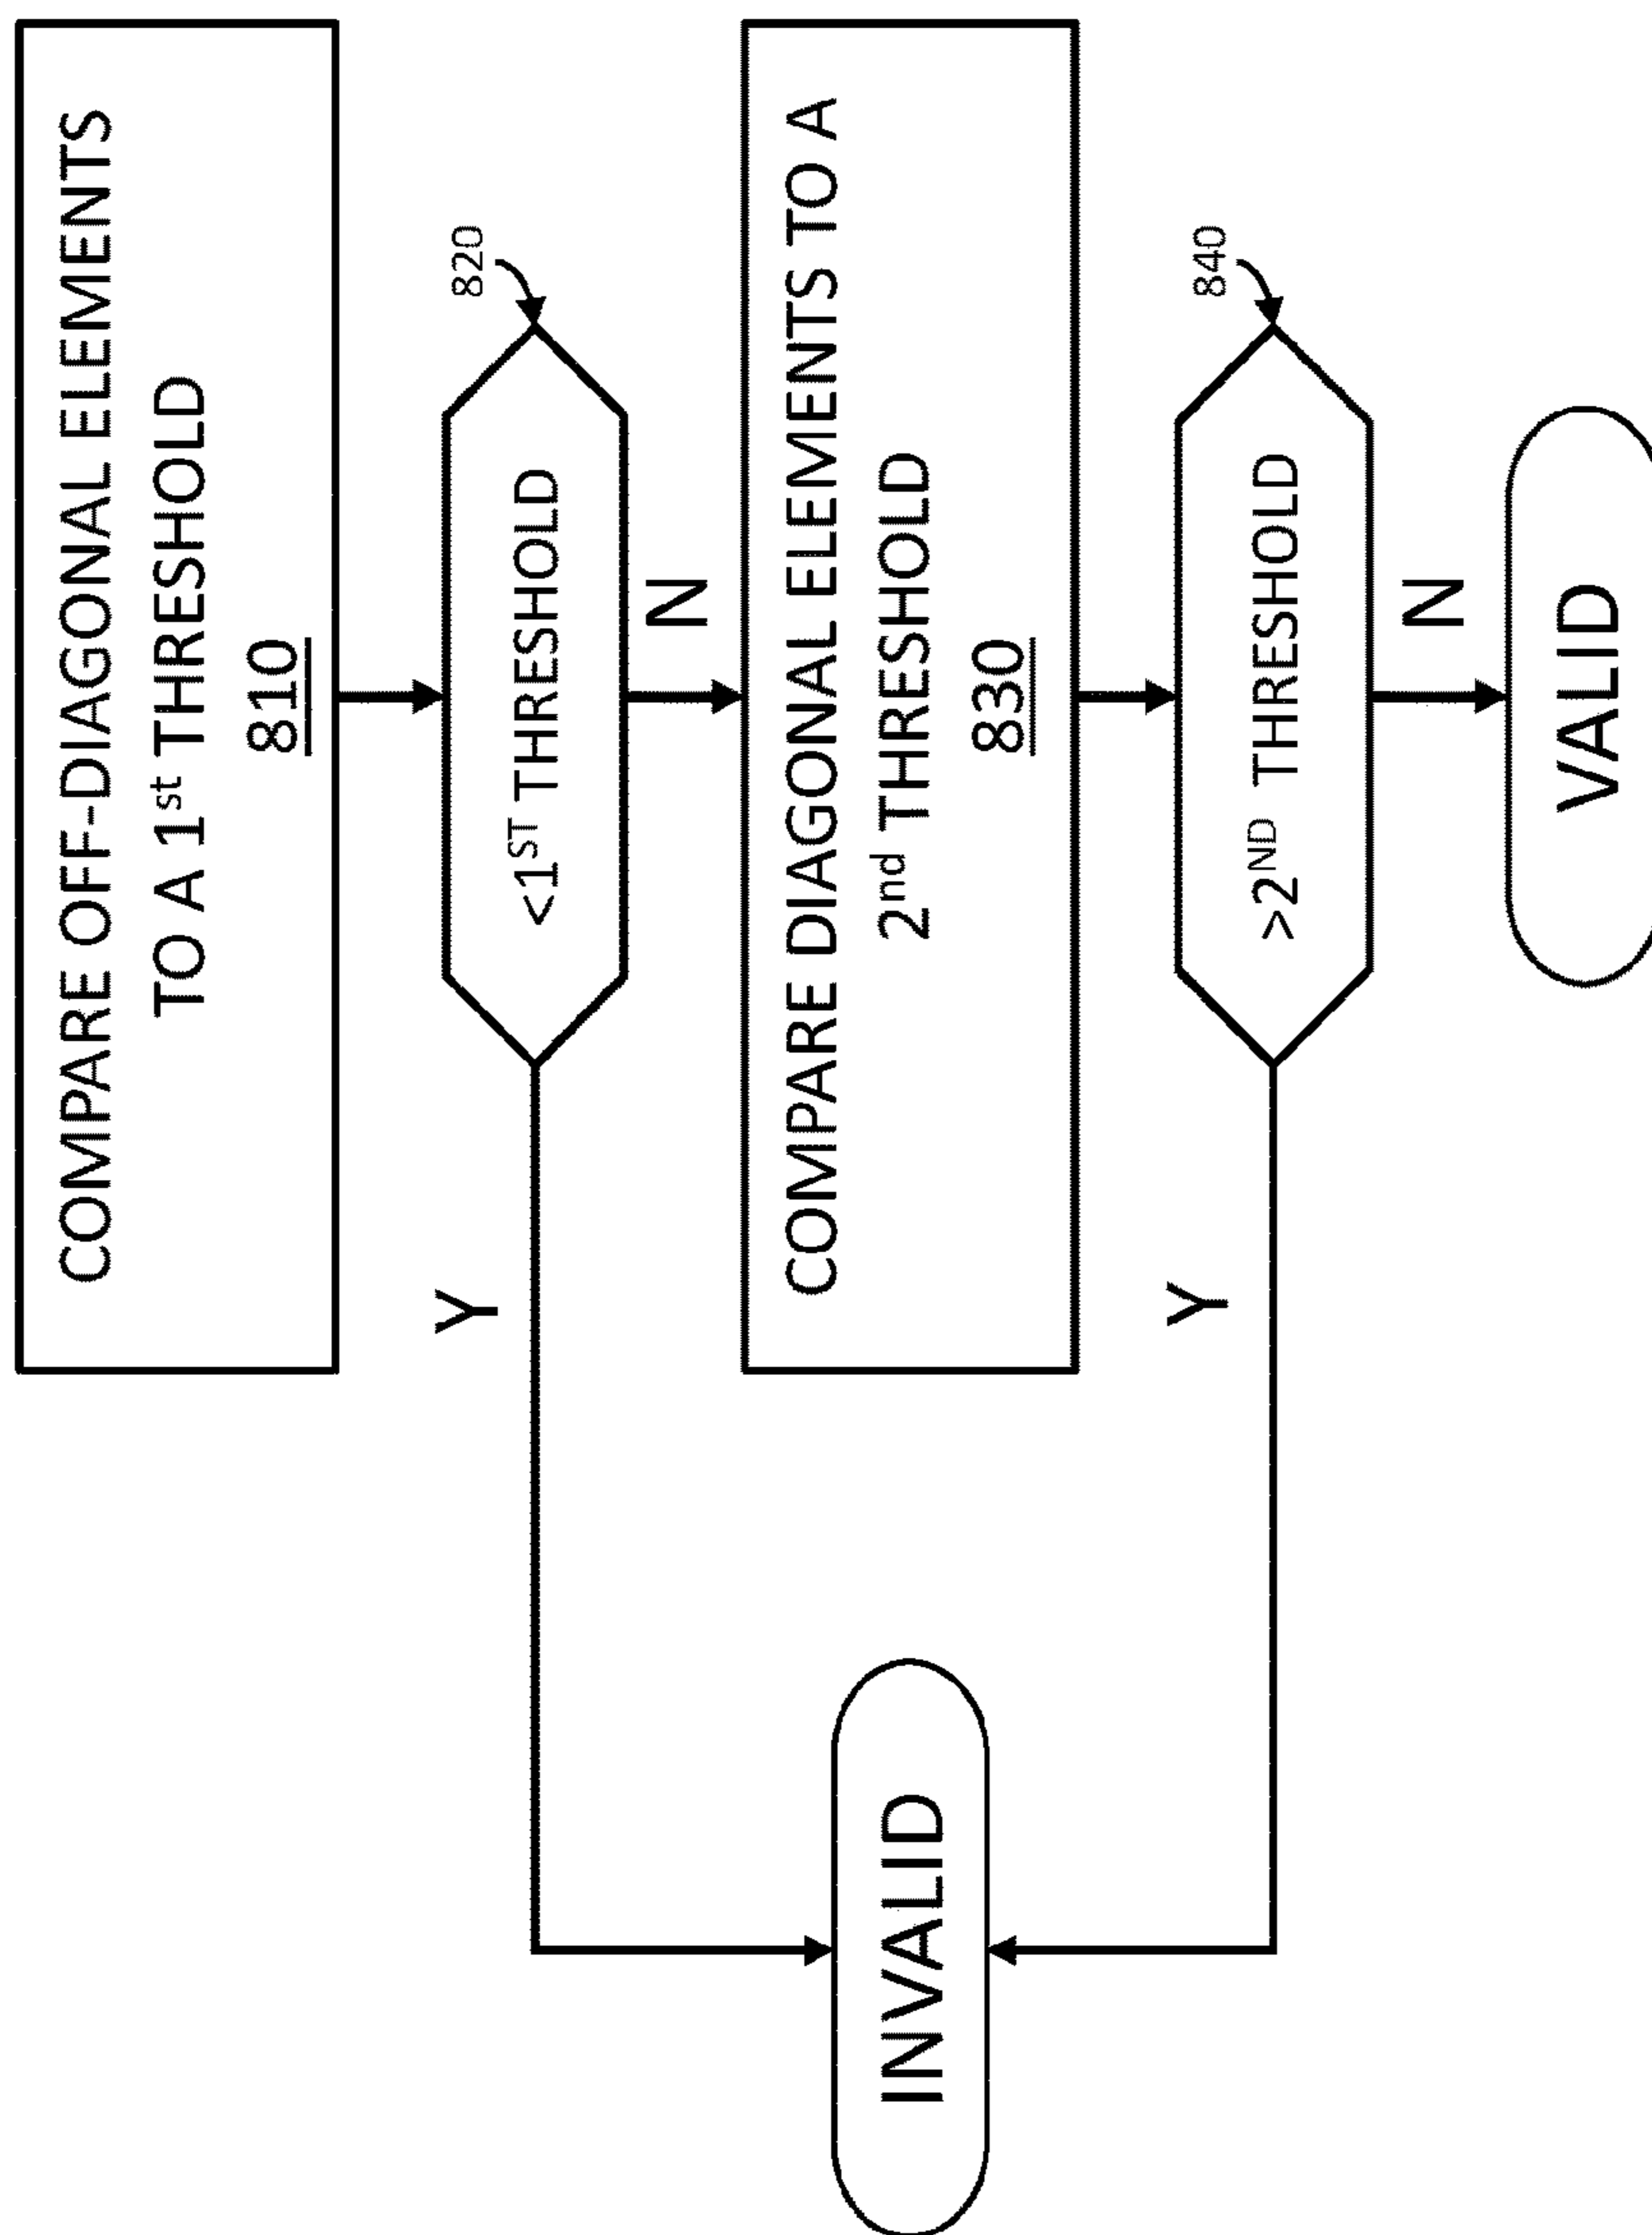 COMPARE OFF-DIAGONAL ELEMENTS
TO A 1st THRESHOLD
810
820
<1ST THRESHOLD
Y
N
COMPARE DIAGONAL ELEMENTS TO A
2nd THRESHOLD
830
840
>2ND THRESHOLD
Y
N
INVALID
VALID